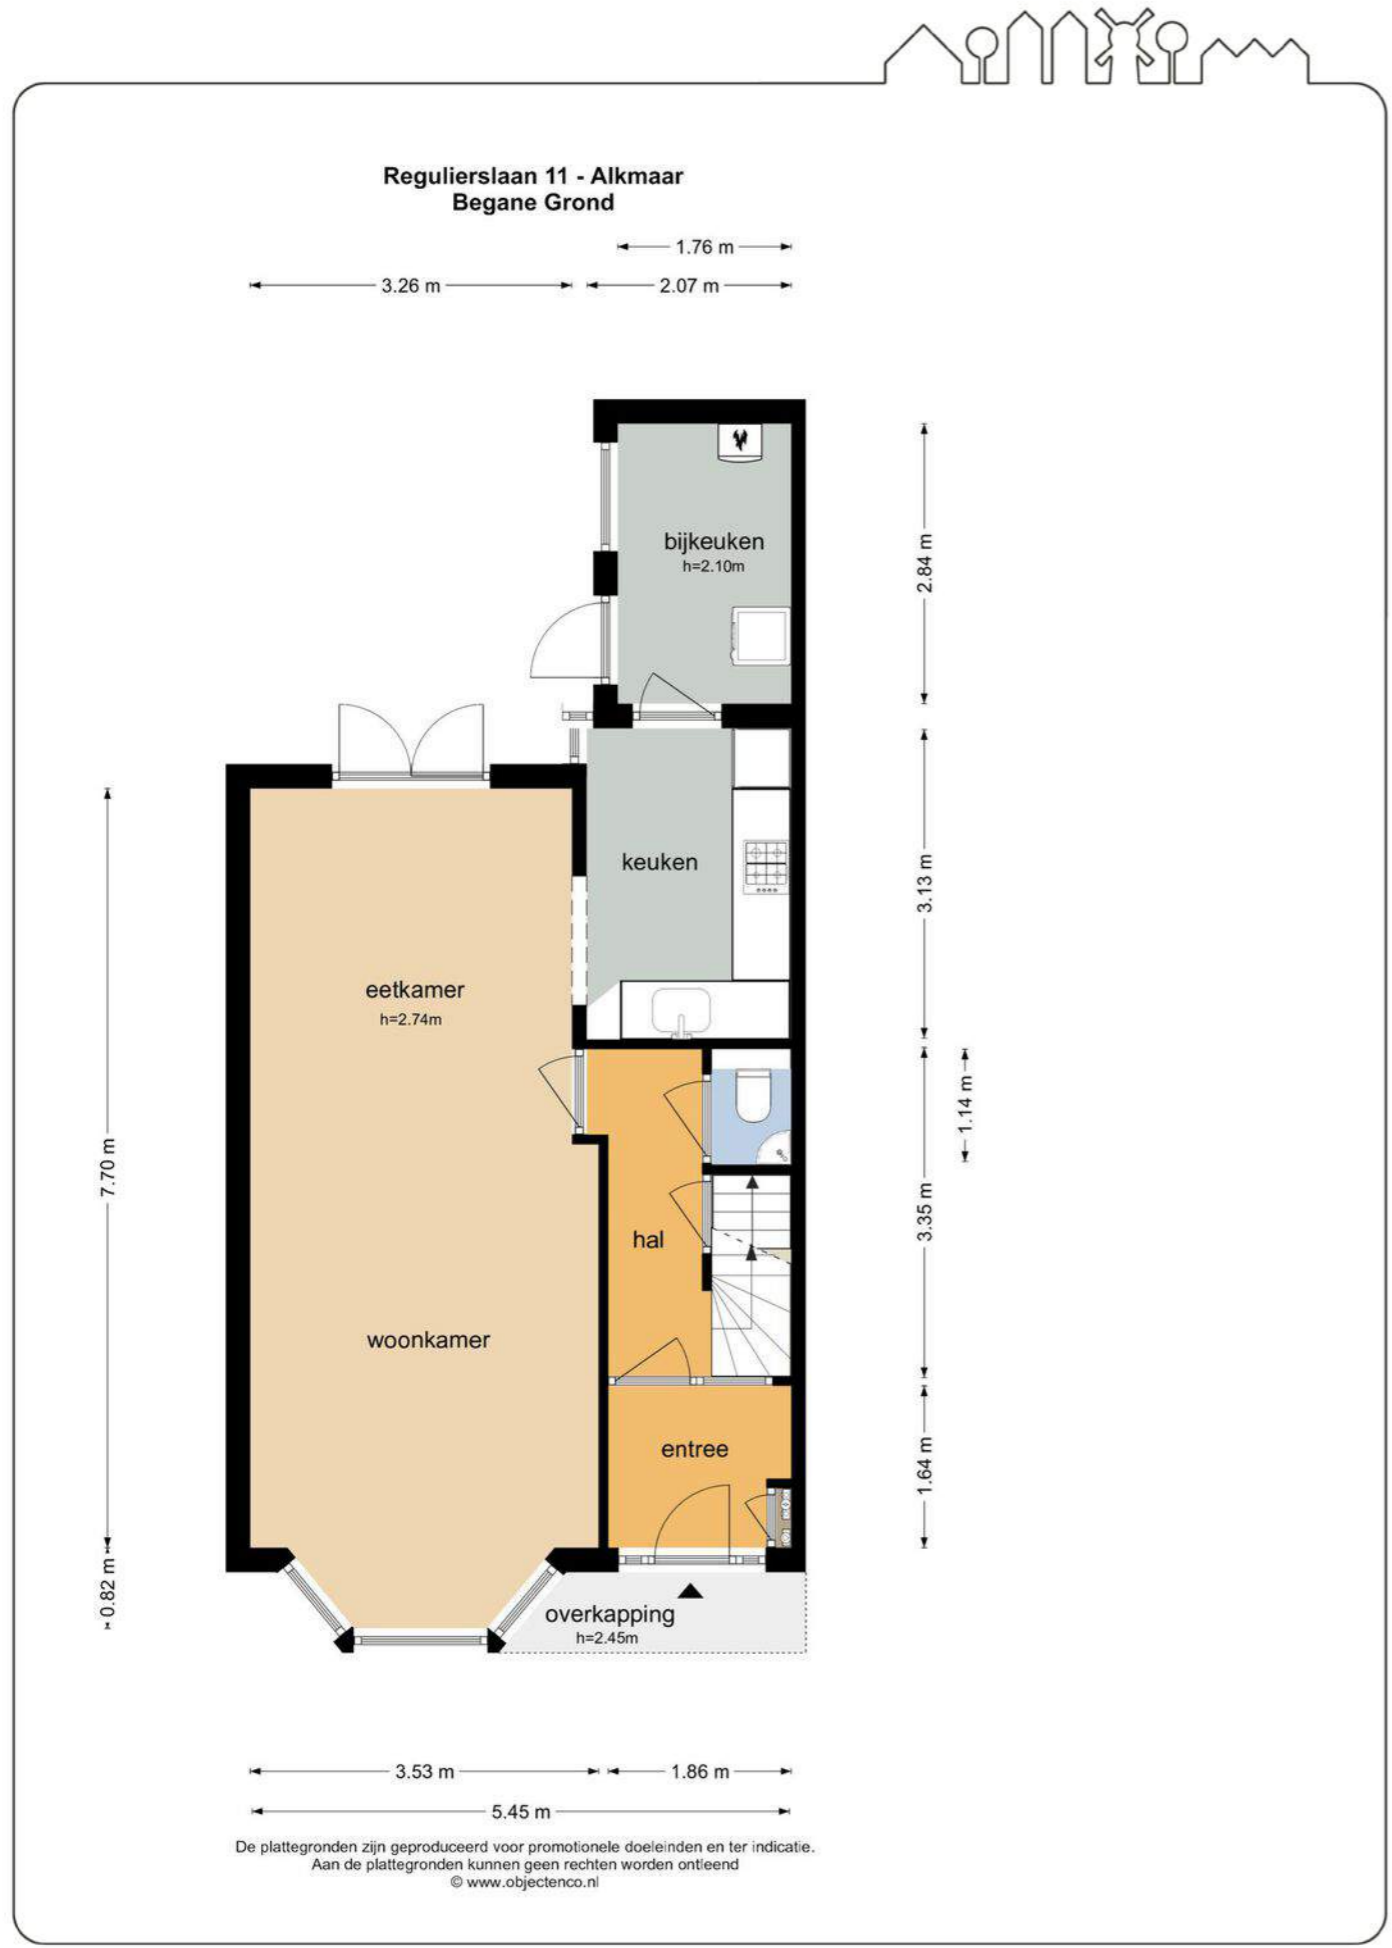 Regulierslaan 11 - Alkmaar
Begane Grond
1.76 m
3.26 m
2.07 m
bijkeuken
h=2.10m
2.84 m
keuken
3.13 m
eetkamer
h=2.74m
1.14 m
7.70 m
3.35 m
hal
woonkamer
entree
1.64 m
0.82 m
overkapping
h=2.45m
3.53 m
1.86 m
5.45 m
De plattegronden zijn geproduceerd voor promotionele doeleinden en ter indicatie.
Aan de plattegronden kunnen geen rechten worden ontleend
© www.objectenco.nl